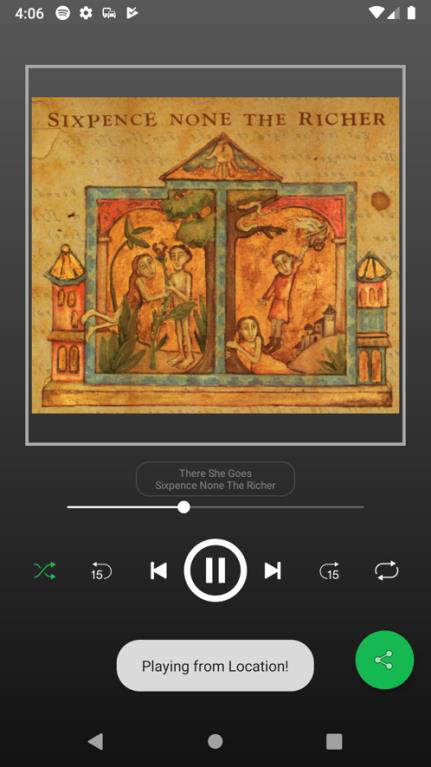 4:06
SIXPENCE NONE THE RICHER
There She Goes
Sixpence None The Richer
15
15
Playing from Location!